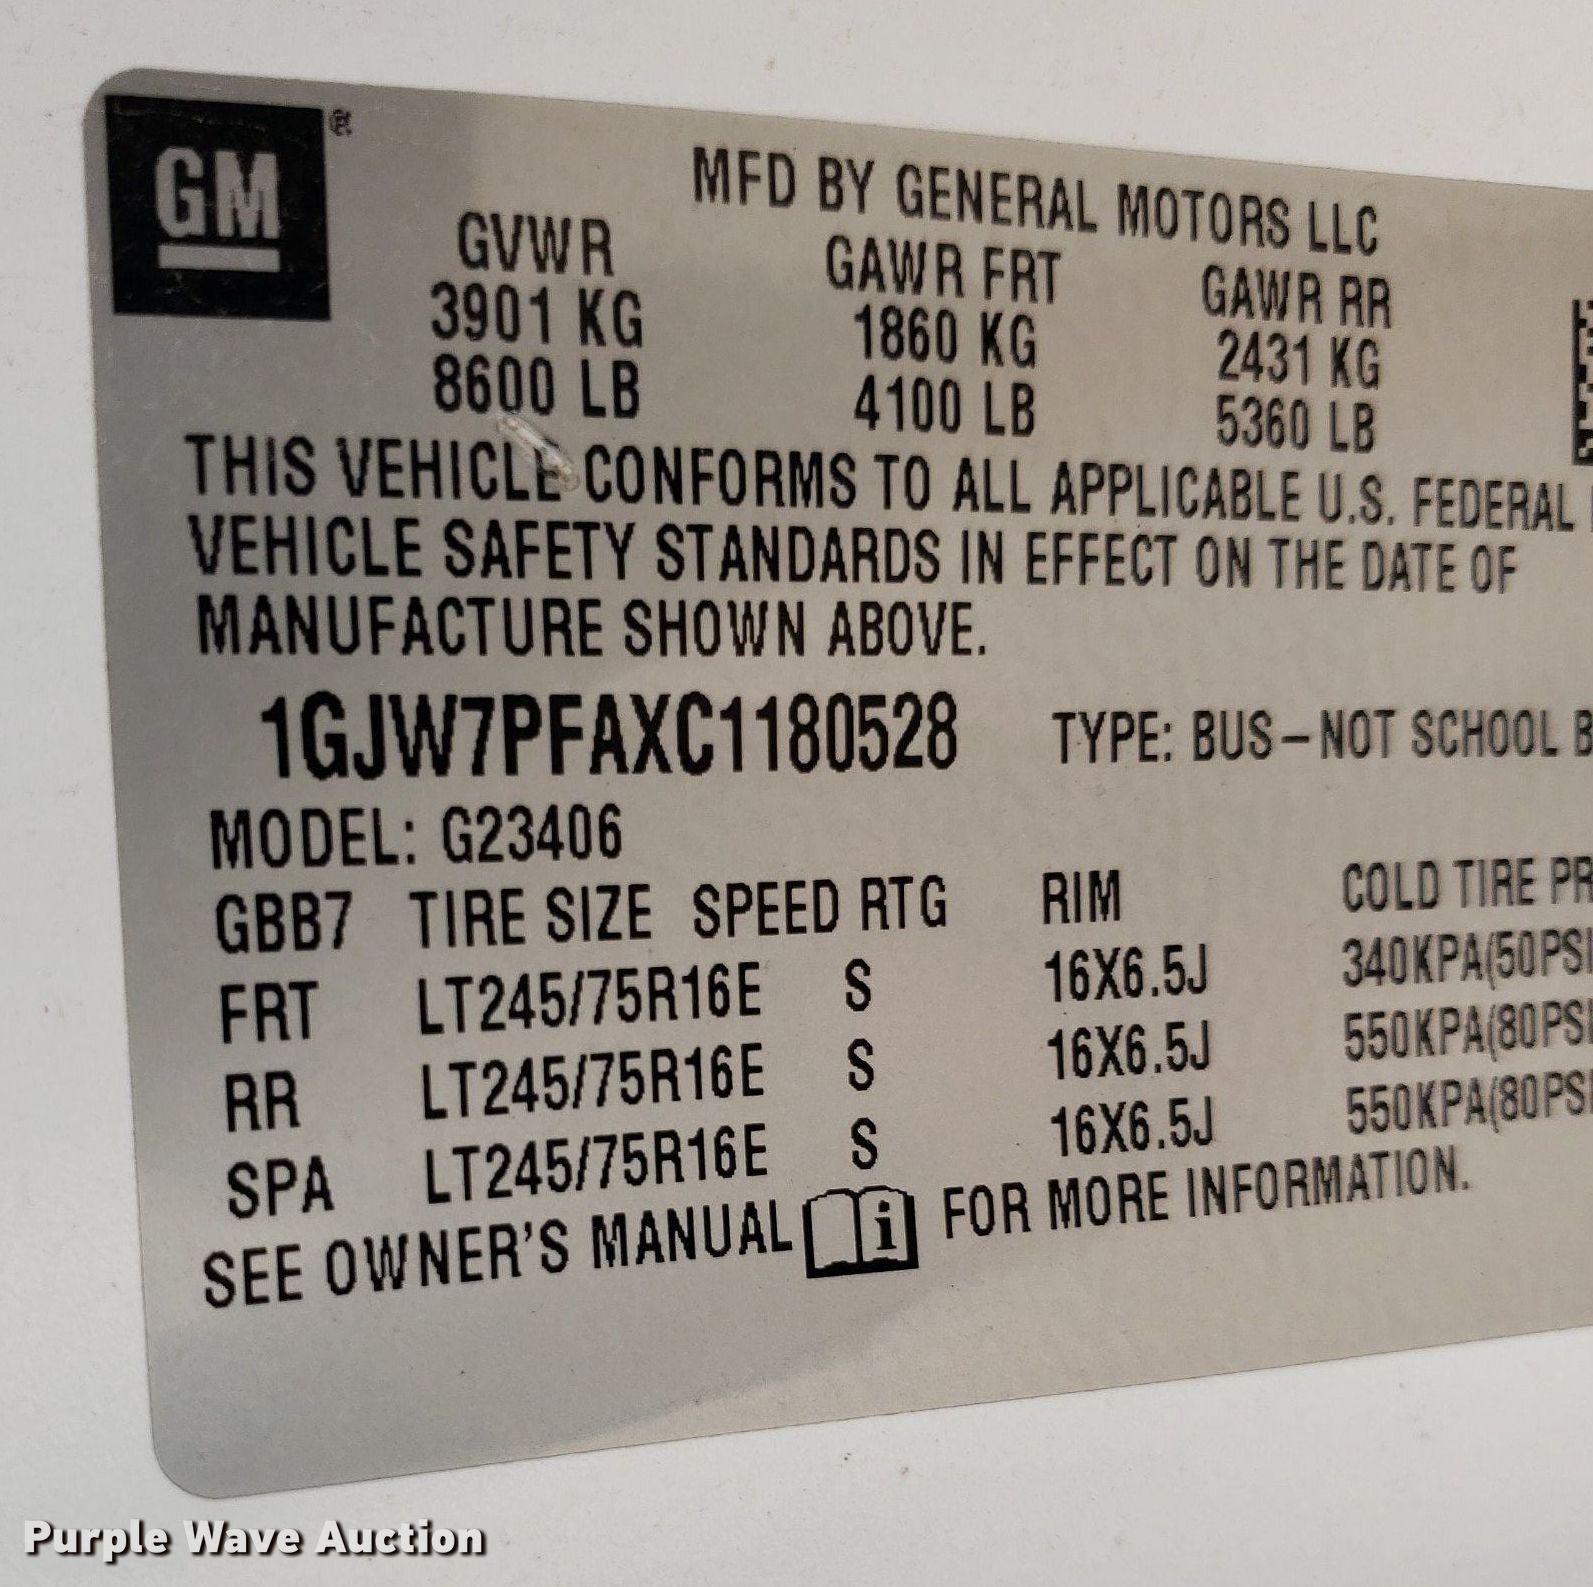 GM ®
MFD BY GENERAL MOTORS LLC
GVWR GAWR FRT GAWR RR
3901 KG 1860 KG 2431 KG
8600 LB 4100 LB 5360 LB
THIS VEHICLE CONFORMS TO ALL APPLICABLE U.S. FEDERAL
VEHICLE SAFETY STANDARDS IN EFFECT ON THE DATE OF
MANUFACTURE SHOWN ABOVE.
1GJW7PFAXC1180528 TYPE: BUS–NOT SCHOOL B
MODEL: G23406
GBB7 TIRE SIZE SPEED RTG RIM COLD TIRE PR
FRT LT245/75R16E S 16X6.5J 340KPA(50PSI
RR LT245/75R16E S 16X6.5J 550KPA(80PSI
SPA LT245/75R16E S 16X6.5J 550KPA(80PSI
SEE OWNER'S MANUAL i FOR MORE INFORMATION.
Purple Wave Auction